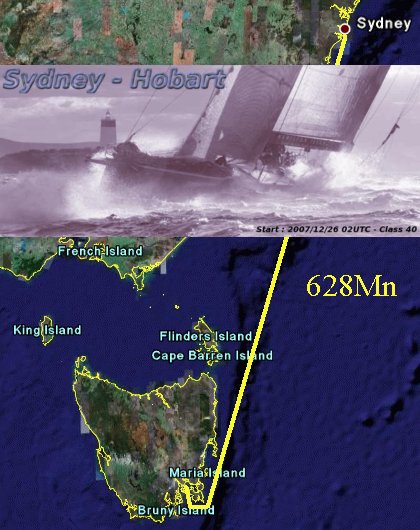 Sydney
Sydney - Hobart
Start : 2007/12/26 02UTC - Class 40
French Island
628Mn
King Island
Flinders Island
Cape Barren Island
Maria Island
Bruny Island